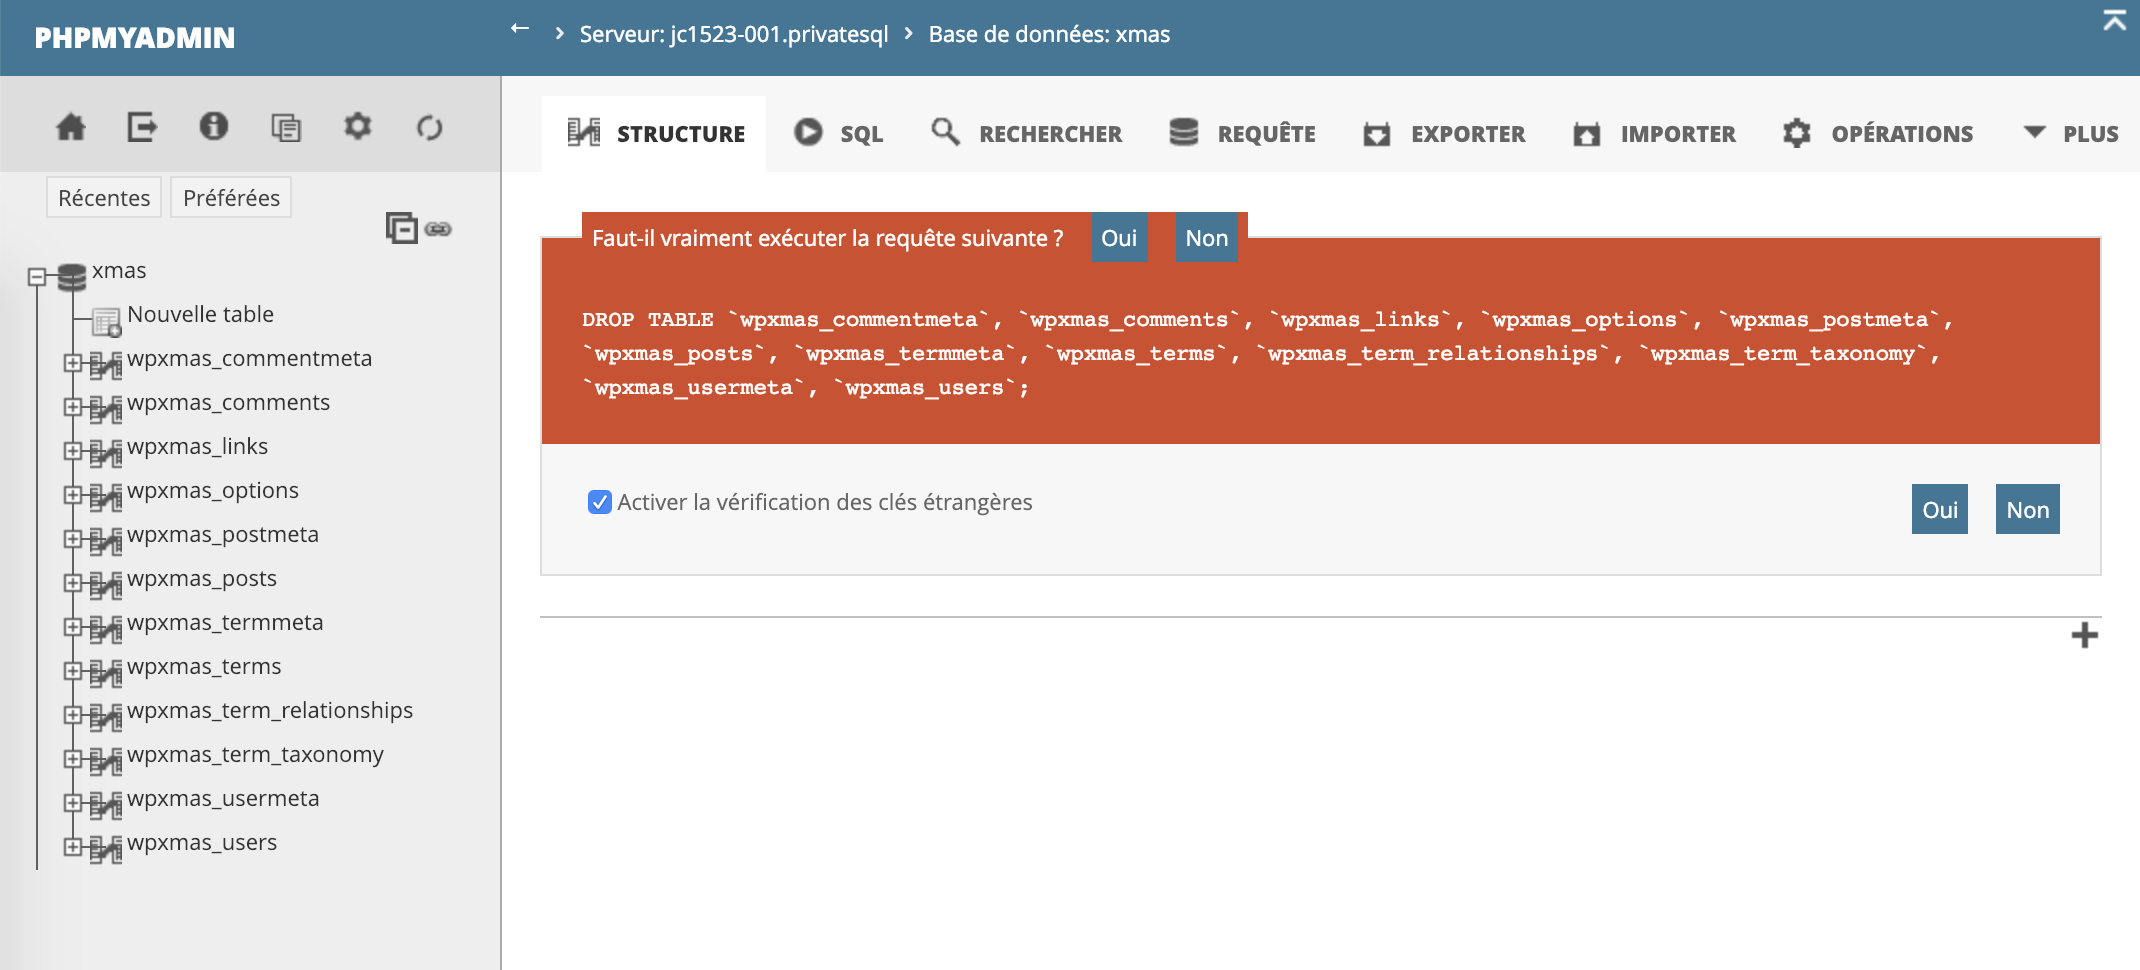 PHPMYADMIN
← › Serveur: jc1523-001.privatesql › Base de données: xmas
Récentes
Préférées
xmas
Nouvelle table
wpxmas_commentmeta
wpxmas_comments
wpxmas_links
wpxmas_options
wpxmas_postmeta
wpxmas_posts
wpxmas_termmeta
wpxmas_terms
wpxmas_term_relationships
wpxmas_term_taxonomy
wpxmas_usermeta
wpxmas_users
STRUCTURE
SQL
RECHERCHER
REQUÊTE
EXPORTER
IMPORTER
OPÉRATIONS
PLUS
Faut-il vraiment exécuter la requête suivante ?
Oui
Non
DROP TABLE `wpxmas_commentmeta`, `wpxmas_comments`, `wpxmas_links`, `wpxmas_options`, `wpxmas_postmeta`,
`wpxmas_posts`, `wpxmas_termmeta`, `wpxmas_terms`, `wpxmas_term_relationships`, `wpxmas_term_taxonomy`,
`wpxmas_usermeta`, `wpxmas_users`;
Activer la vérification des clés étrangères
Oui
Non